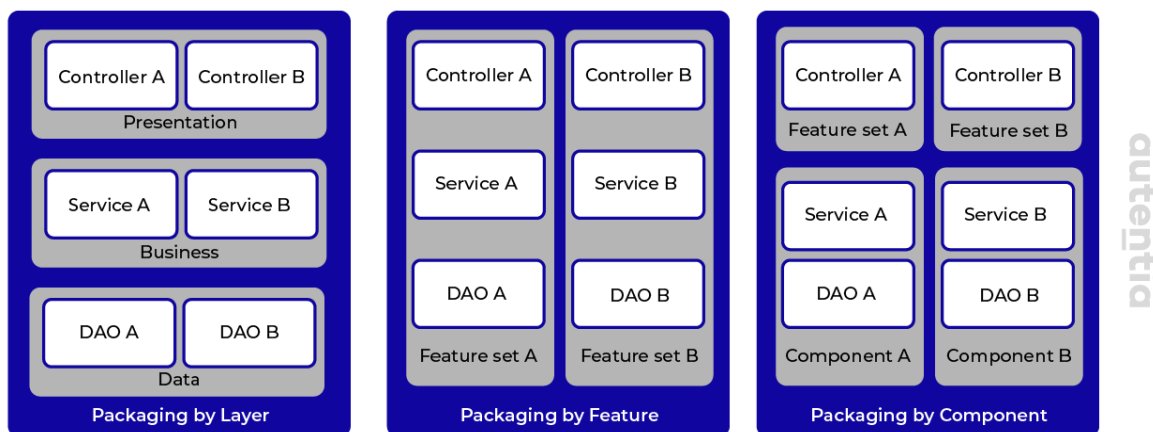 Controller A
Controller B
Presentation
Service A
Service B
Business
DAO A
DAO B
Data
Packaging by Layer
Controller A
Controller B
Service A
Service B
DAO A
DAO B
Feature set A
Feature set B
Packaging by Feature
Controller A
Controller B
Feature set A
Feature set B
Service A
Service B
DAO A
DAO B
Component A
Component B
Packaging by Component
autentia